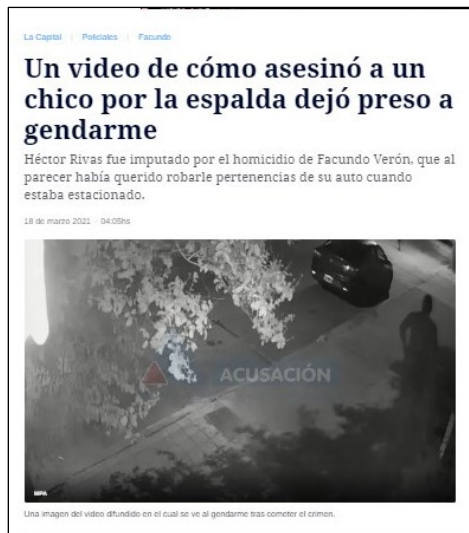 La Capital | Policiales | Facundo
Un video de cómo asesinó a un
chico por la espalda dejó preso a
gendarme
Héctor Rivas fue imputado por el homicidio de Facundo Verón, que al
parecer había querido robarle pertenencias de su auto cuando
estaba estacionado.
18 de marzo 2021 · 04:05hs
ACUSACIÓN
MPA
Una imagen del video difundido en el cual se ve al gendarme tras cometer el crimen.